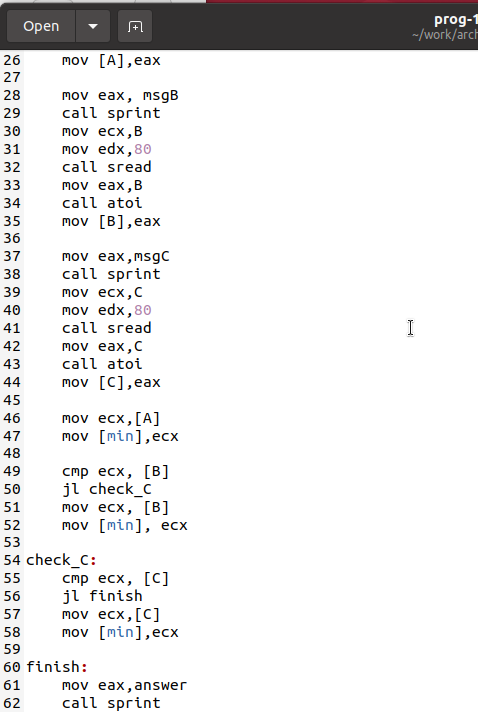 Open
prog-1
~/work/arch
26 mov [A],eax
27
28 mov eax, msgB
29 call sprint
30 mov ecx,B
31 mov edx,80
32 call sread
33 mov eax,B
34 call atoi
35 mov [B],eax
36
37 mov eax,msgC
38 call sprint
39 mov ecx,C
40 mov edx,80
41 call sread
42 mov eax,C
43 call atoi
44 mov [C],eax
45
46 mov ecx,[A]
47 mov [min],ecx
48
49 cmp ecx, [B]
50 jl check_C
51 mov ecx, [B]
52 mov [min], ecx
53
54 check_C:
55 cmp ecx, [C]
56 jl finish
57 mov ecx,[C]
58 mov [min],ecx
59
60 finish:
61 mov eax,answer
62 call sprint